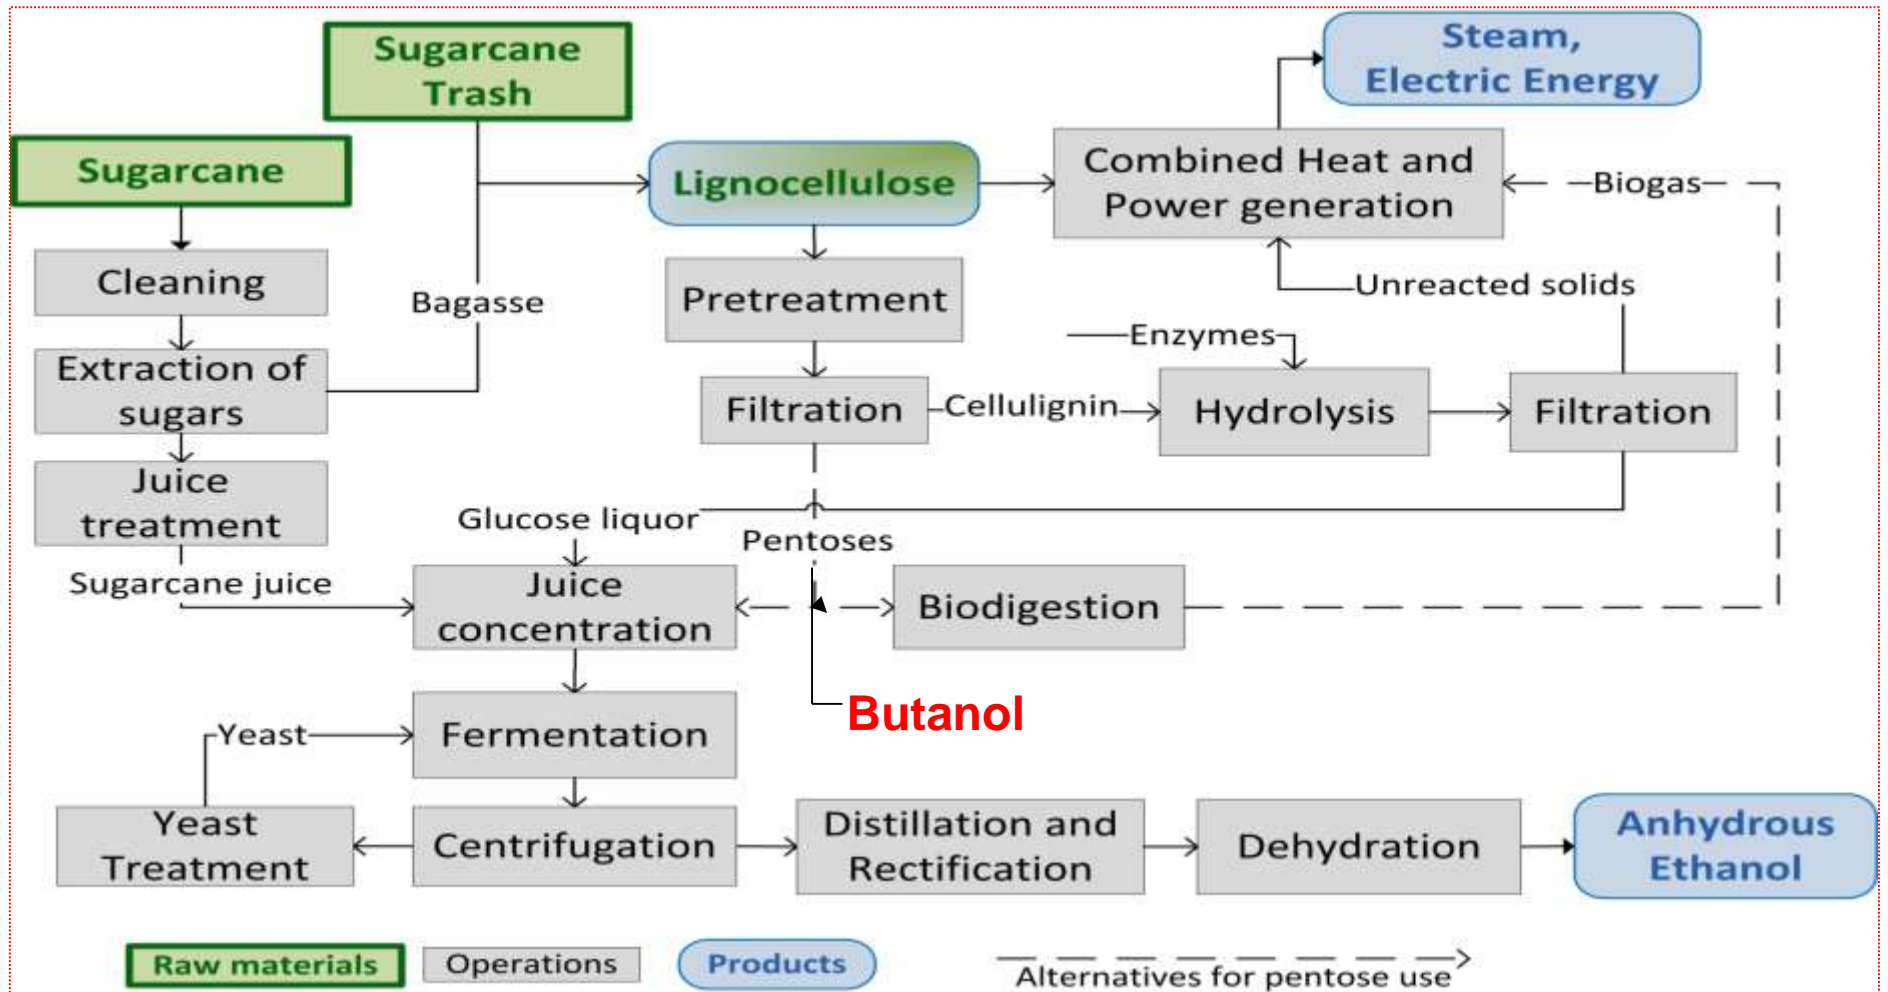 Sugarcane
Trash
Steam,
Electric Energy
Sugarcane
Lignocellulose
Combined Heat and
Power generation
Biogas
Cleaning
Bagasse
Pretreatment
Unreacted solids
Enzymes
Extraction of
sugars
Filtration
Cellulignin
Hydrolysis
Filtration
Juice
treatment
Glucose liquor
Pentoses
Sugarcane juice
Juice
concentration
Biodigestion
Butanol
Yeast
Fermentation
Yeast
Treatment
Centrifugation
Distillation and
Rectification
Dehydration
Anhydrous
Ethanol
Raw materials
Operations
Products
Alternatives for pentose use